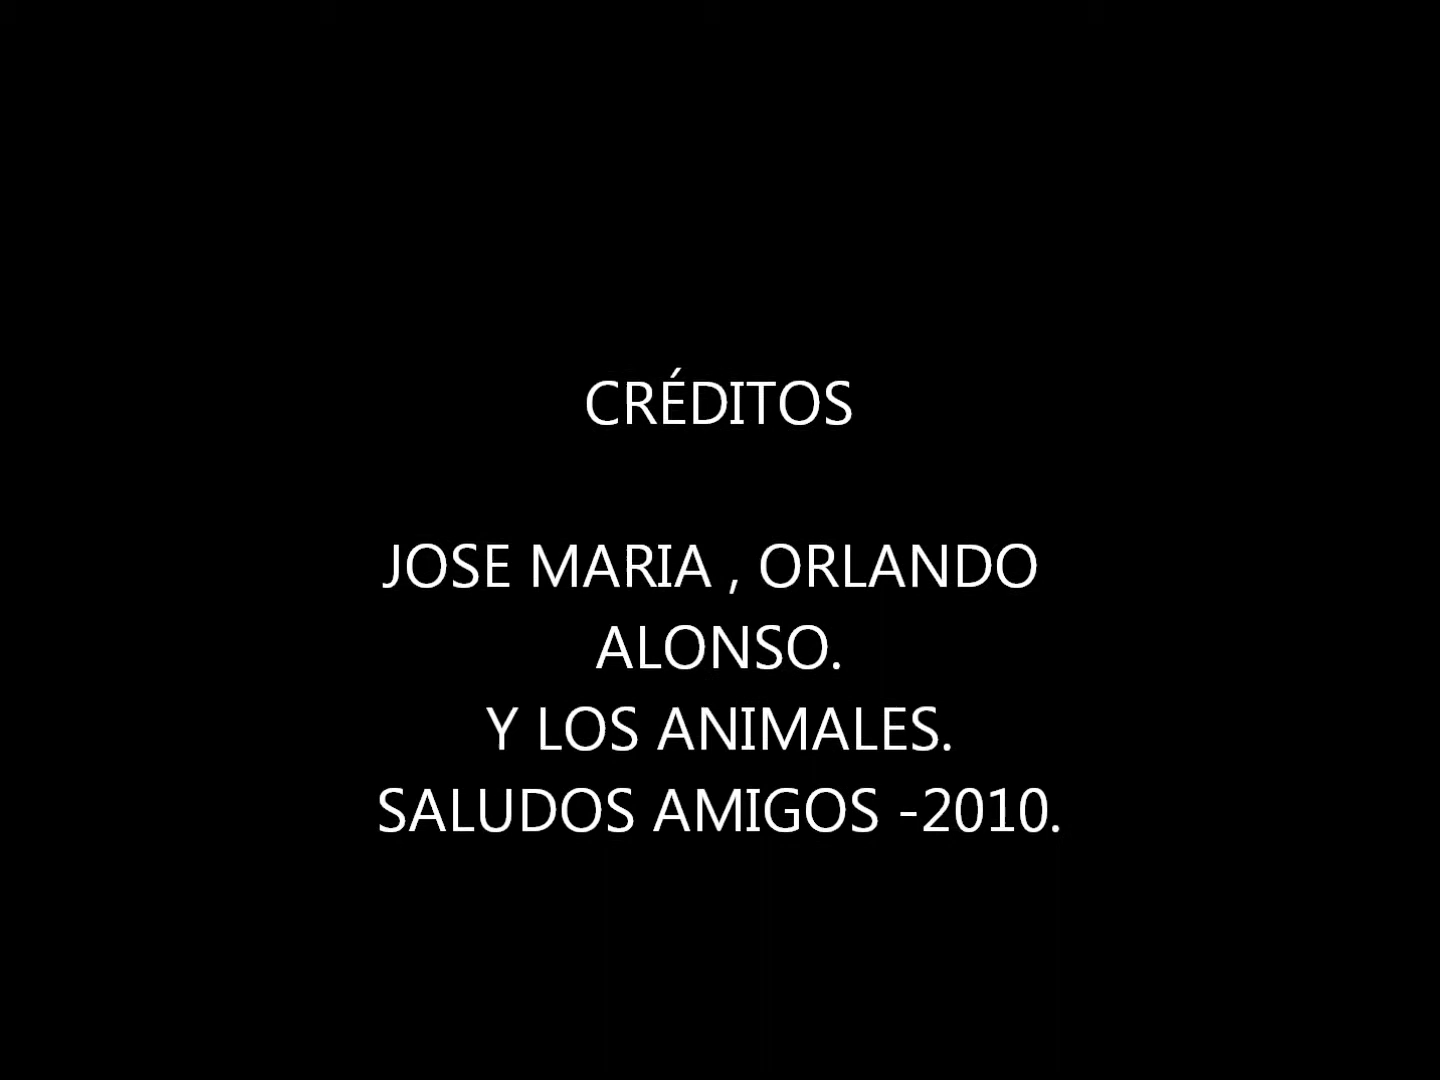 CRÉDITOS
JOSE MARIA , ORLANDO
ALONSO.
Y LOS ANIMALES.
SALUDOS AMIGOS -2010.